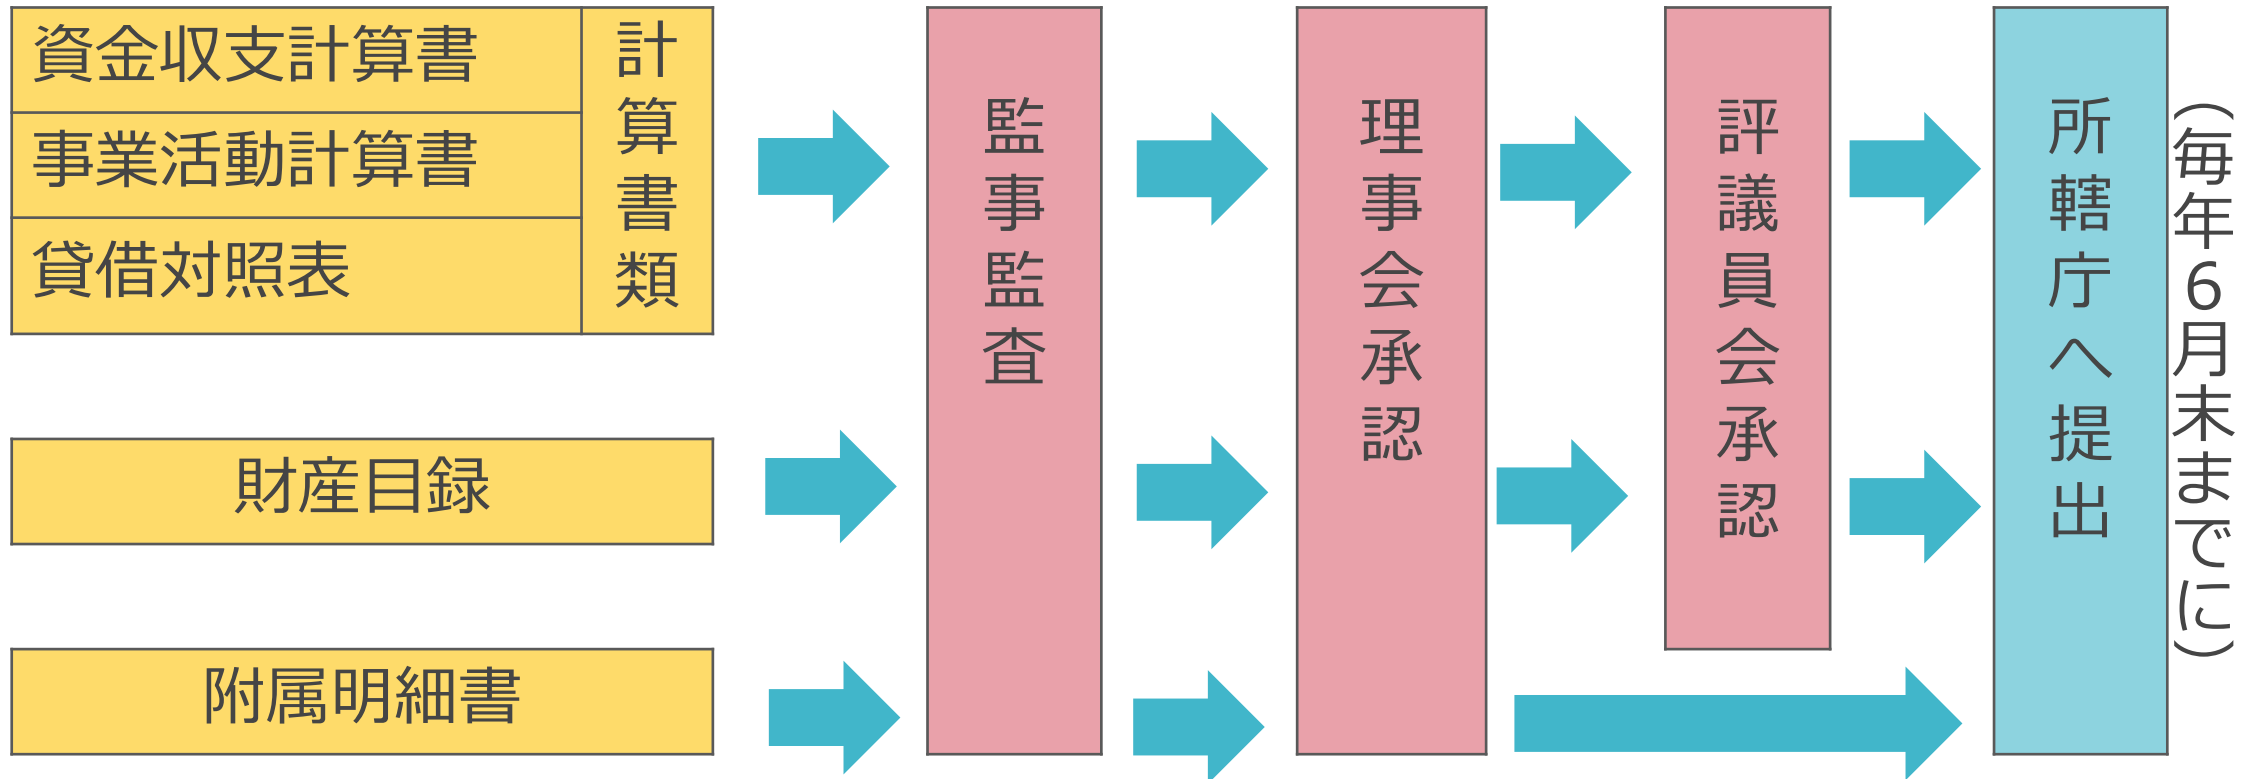 資金収支計算書
事業活動計算書
貸借対照表
計算書類
財産目録
附属明細書
監事監査
理事会承認
評議員会承認
所轄庁へ提出
（毎年6月末までに）